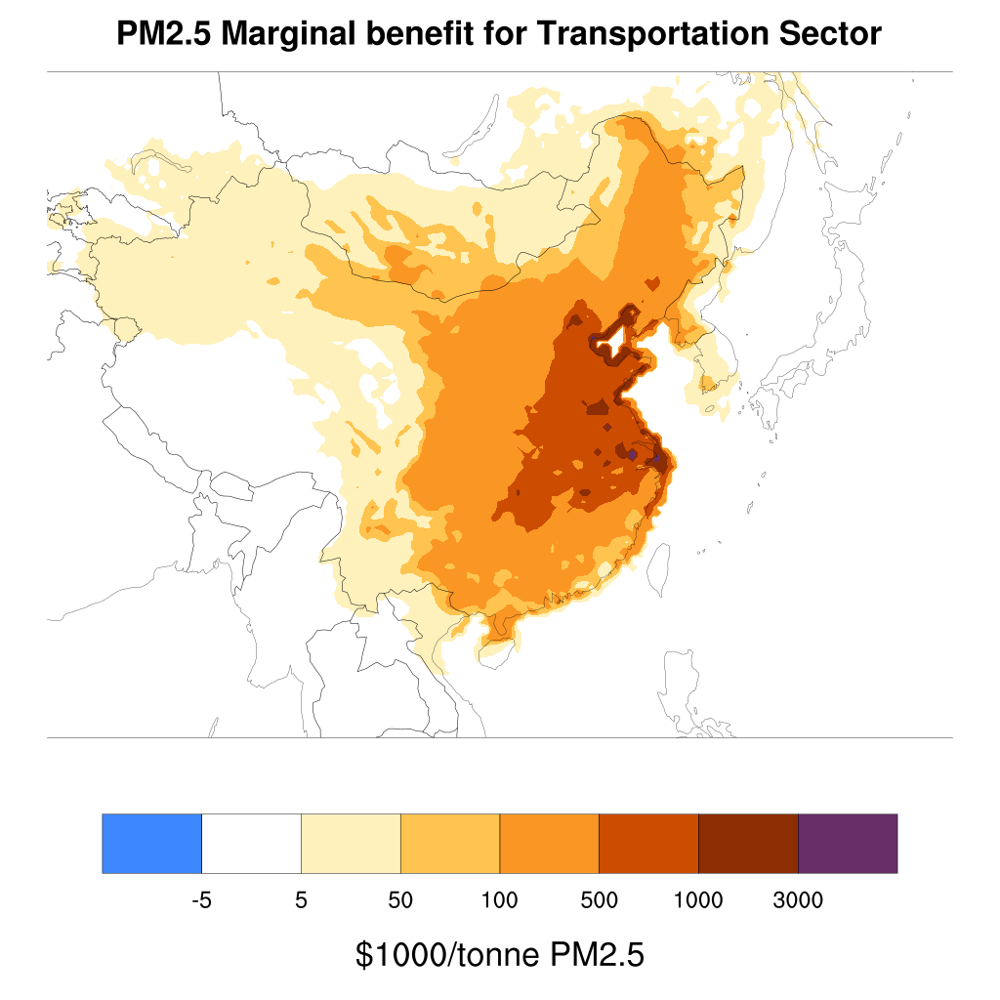 PM2.5 Marginal benefit for Transportation Sector
-5 5 50 100 500 1000 3000
$1000/tonne PM2.5